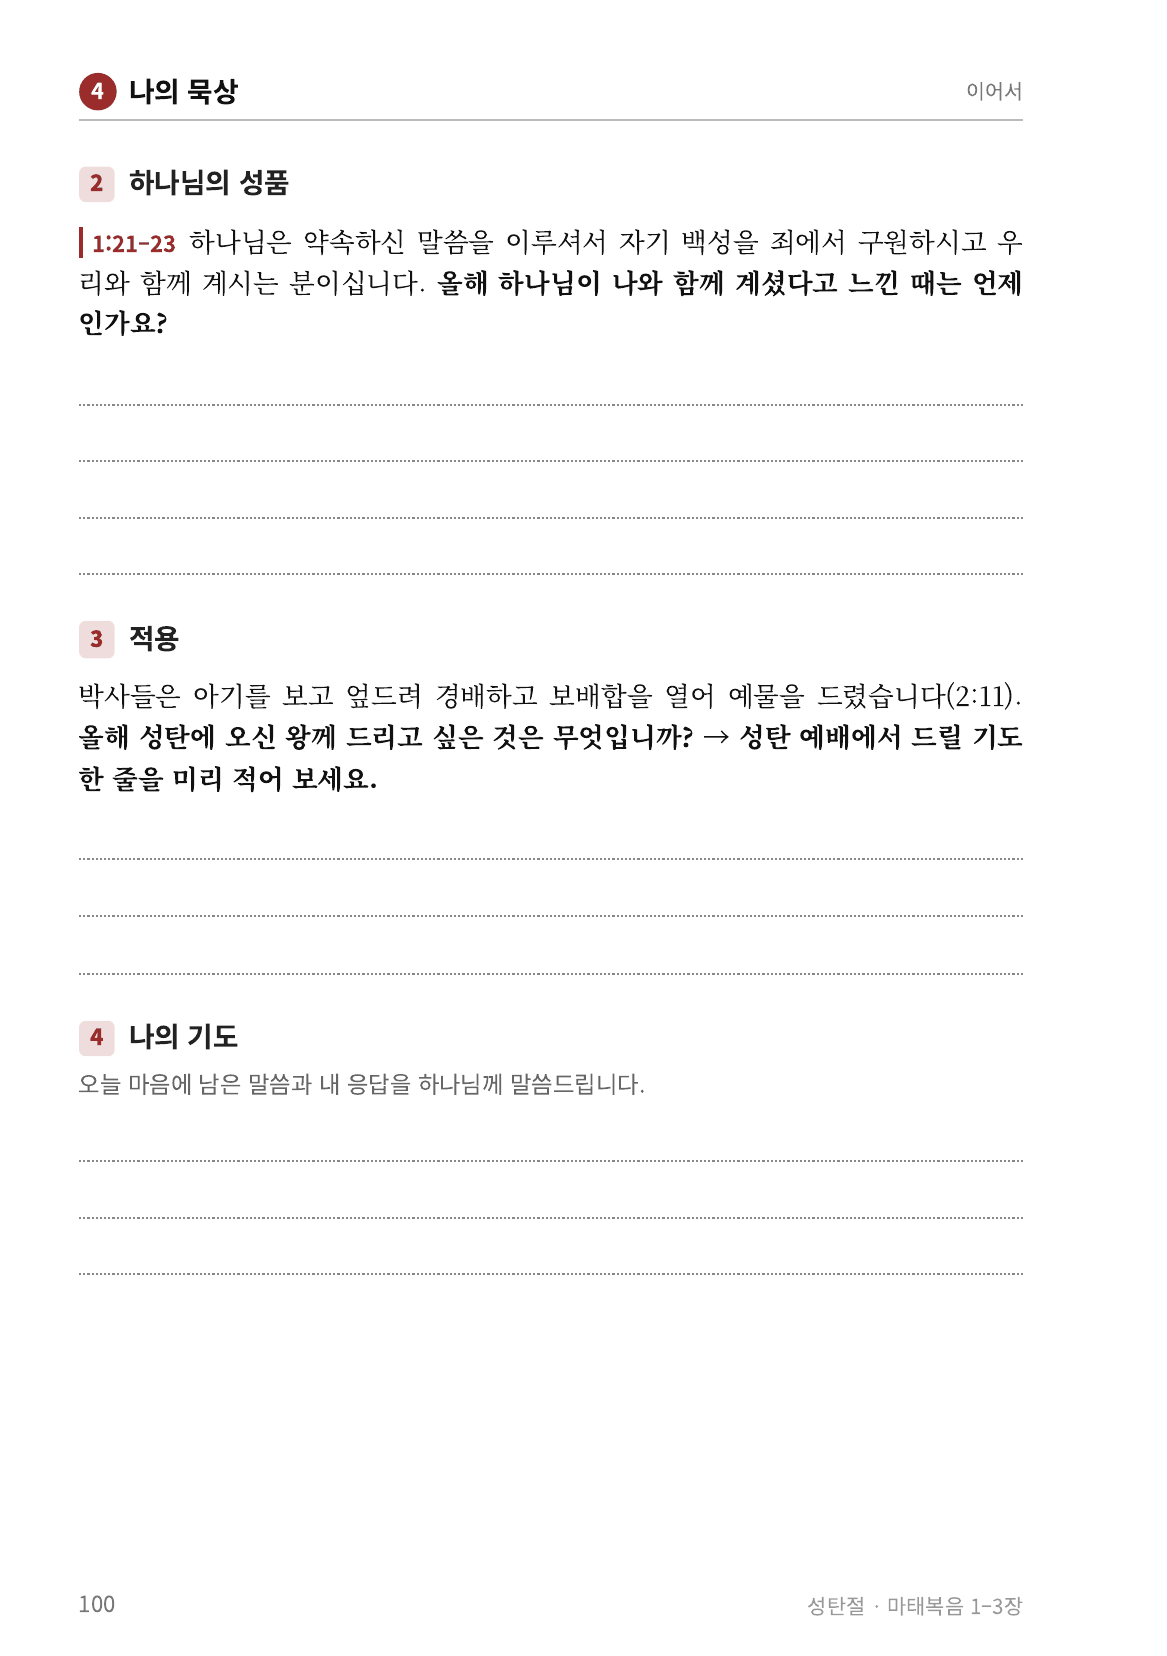 4 나의 묵상 이어서
2 하나님의 성품
1:21–23 하나님은 약속하신 말씀을 이루셔서 자기 백성을 죄에서 구원하시고 우
리와 함께 계시는 분이십니다. 올해 하나님이 나와 함께 계셨다고 느낀 때는 언제
인가요?
3 적용
박사들은 아기를 보고 엎드려 경배하고 보배합을 열어 예물을 드렸습니다(2:11).
올해 성탄에 오신 왕께 드리고 싶은 것은 무엇입니까? → 성탄 예배에서 드릴 기도
한 줄을 미리 적어 보세요.
4 나의 기도
오늘 마음에 남은 말씀과 내 응답을 하나님께 말씀드립니다.
100 성탄절 · 마태복음 1–3장